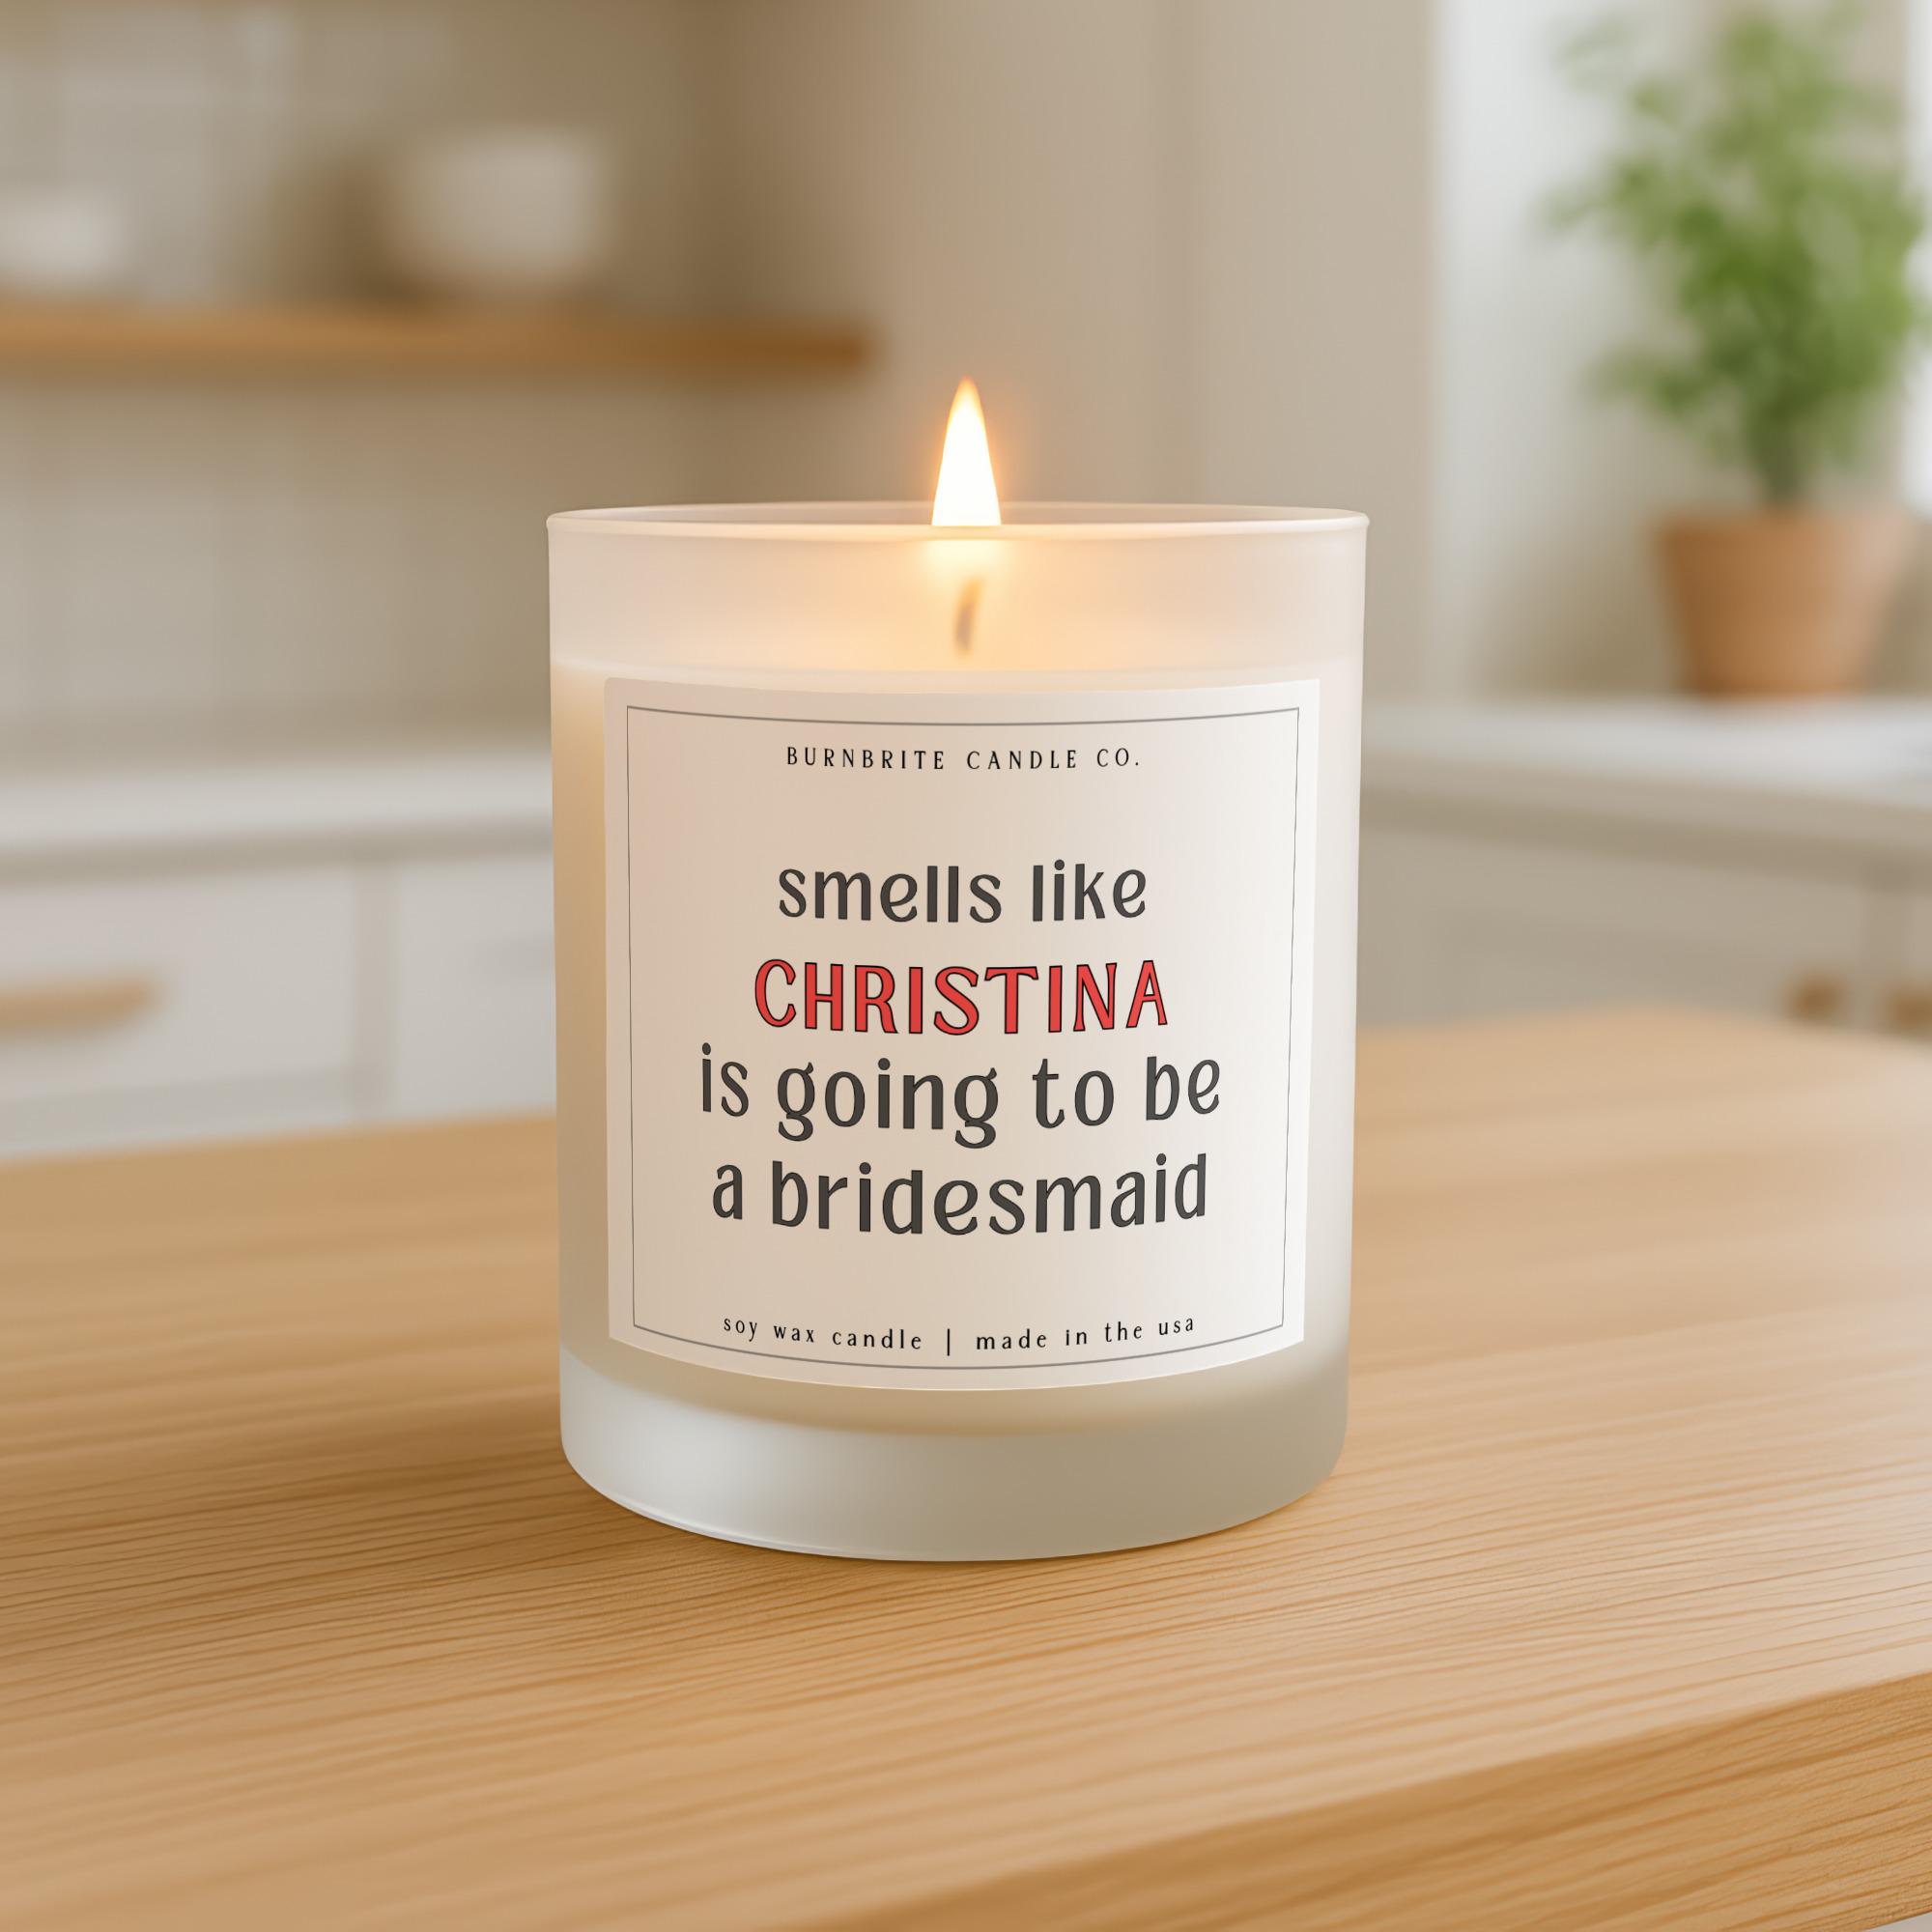 BURNBRITE CANDLE CO.
smells like
CHRISTINA
is going to be
a bridesmaid
soy wax candle | made in the usa